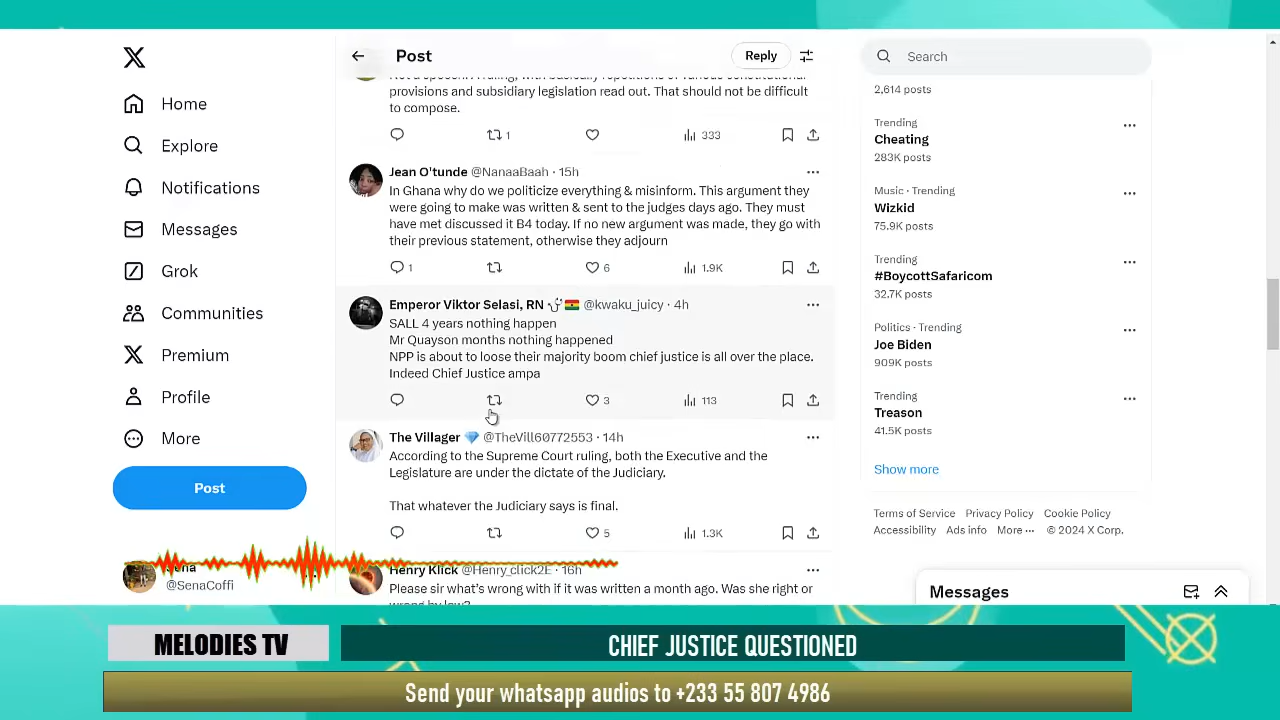 Home
Explore
Notifications
Messages
Grok
Communities
Premium
Profile
More
Post
Sena
@SenaCoffi
Post
Reply
provisions and subsidiary legislation read out. That should not be difficult
to compose.
1
333
Jean O'tunde @NanaaBaah · 15h
In Ghana why do we politicize everything & misinform. This argument they
were going to make was written & sent to the judges days ago. They must
have met discussed it B4 today. If no new argument was made, they go with
their previous statement, otherwise they adjourn
1
6
1.9K
Emperor Viktor Selasi, RN @kwaku_juicy · 4h
SALL 4 years nothing happen
Mr Quayson months nothing happened
NPP is about to loose their majority boom chief justice is all over the place.
Indeed Chief Justice ampa
3
113
The Villager @TheVill60772553 · 14h
According to the Supreme Court ruling, both the Executive and the
Legislature are under the dictate of the Judiciary.
That whatever the Judiciary says is final.
5
1.3K
Henry Klick @Henry_click2E · 16h
Please sir what's wrong with if it was written a month ago. Was she right or
wrong by law?
Search
2,614 posts
Trending
Cheating
283K posts
Music · Trending
Wizkid
75.9K posts
Trending
#BoycottSafaricom
32.7K posts
Politics · Trending
Joe Biden
909K posts
Trending
Treason
41.5K posts
Show more
Terms of Service Privacy Policy Cookie Policy
Accessibility Ads info More ··· © 2024 X Corp.
Messages
MELODIES TV
CHIEF JUSTICE QUESTIONED
Send your whatsapp audios to +233 55 807 4986